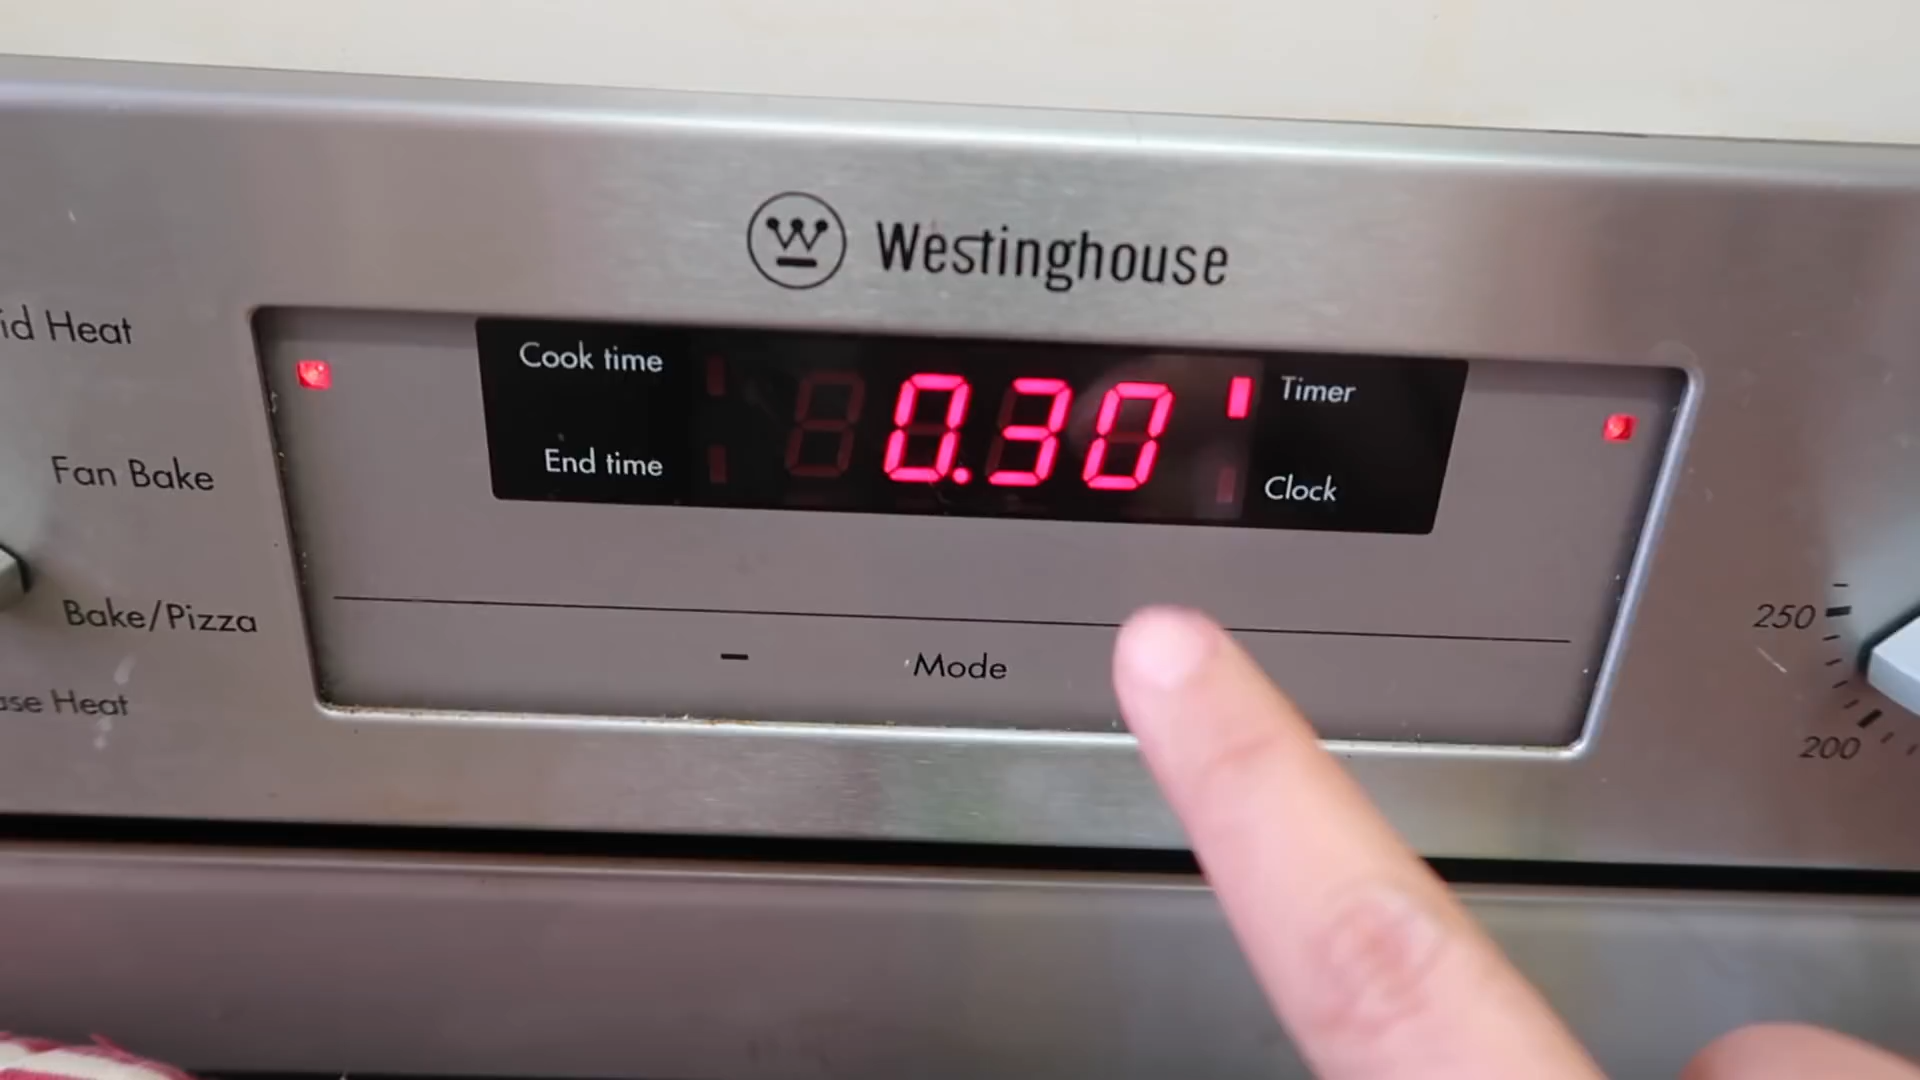 Westinghouse
id Heat
Cook time
0.30
Timer
End time
Clock
Fan Bake
Bake/Pizza
– Mode
se Heat
250
200